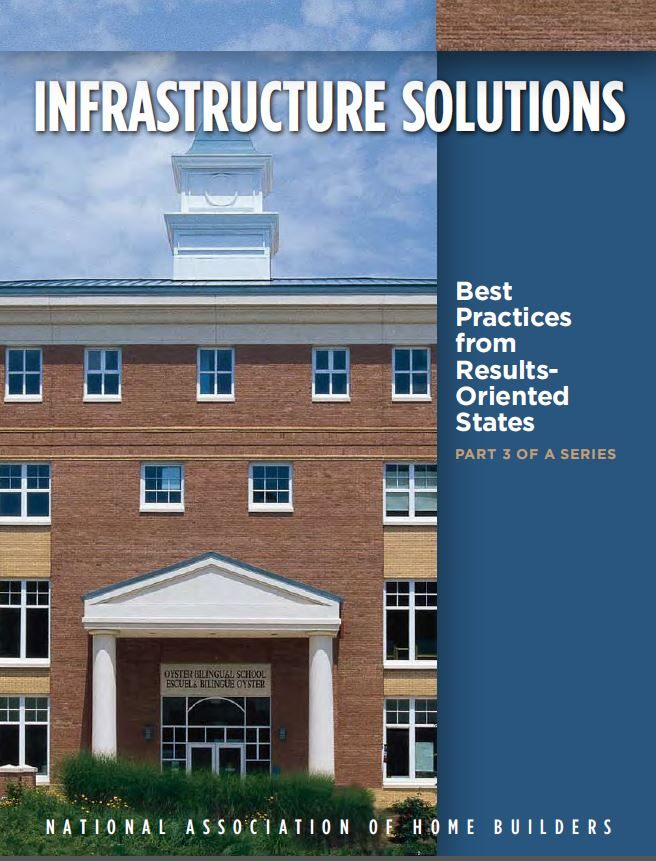 INFRASTRUCTURE SOLUTIONS
Best
Practices
from
Results-
Oriented
States
PART 3 OF A SERIES
OYSTER BILINGUAL SCHOOL
ESCUELA BILINGÜE OYSTER
NATIONAL ASSOCIATION OF HOME BUILDERS